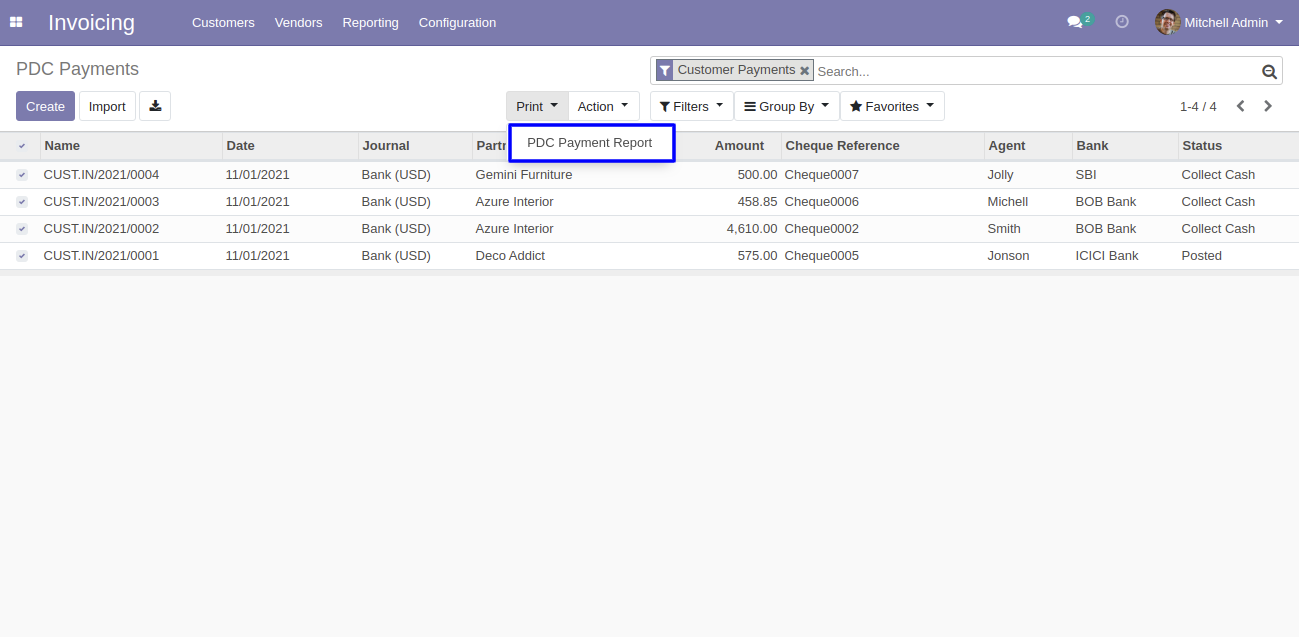 Invoicing Customers Vendors Reporting Configuration 2 Mitchell Admin
PDC Payments Customer Payments Search...
Create Import Print Action Filters Group By Favorites 1-4 / 4
PDC Payment Report
Name Date Journal Partn Amount Cheque Reference Agent Bank Status
CUST.IN/2021/0004 11/01/2021 Bank (USD) Gemini Furniture 500.00 Cheque0007 Jolly SBI Collect Cash
CUST.IN/2021/0003 11/01/2021 Bank (USD) Azure Interior 458.85 Cheque0006 Michell BOB Bank Collect Cash
CUST.IN/2021/0002 11/01/2021 Bank (USD) Azure Interior 4,610.00 Cheque0002 Smith BOB Bank Collect Cash
CUST.IN/2021/0001 11/01/2021 Bank (USD) Deco Addict 575.00 Cheque0005 Jonson ICICI Bank Posted